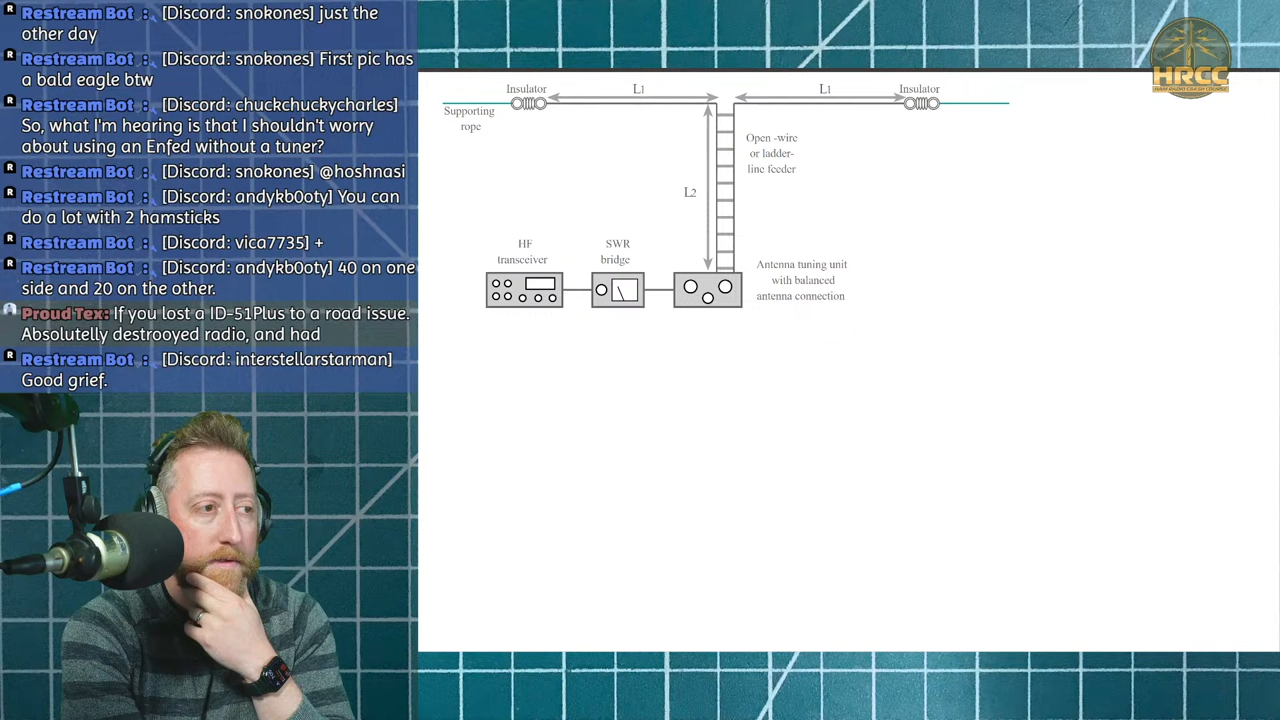 Restream Bot : [Discord: snokones] just the
other day
Restream Bot : [Discord: snokones] First pic has
a bald eagle btw
Restream Bot : [Discord: chuckchuckycharles]
So, what I'm hearing is that I shouldn't worry
about using an Enfed without a tuner?
Restream Bot : [Discord: snokones] @hoshnasi
Restream Bot : [Discord: andykb0oty] You can
do a lot with 2 hamsticks
Restream Bot : [Discord: vica7735] +
Restream Bot : [Discord: andykb0oty] 40 on one
side and 20 on the other.
Proud Tex: If you lost a ID-51Plus to a road issue.
Absolutelly destrooyed radio, and had
Restream Bot : [Discord: interstellarstarman]
Good grief.
HRCC
HAM RADIO CRASH COURSE
Insulator
L1
L1
Insulator
Supporting
rope
Open -wire
or ladder-
line feeder
L2
HF
transceiver
SWR
bridge
Antenna tuning unit
with balanced
antenna connection